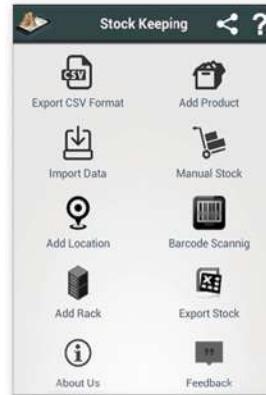 Stock Keeping ?
CSV
Export CSV Format
Add Product
Import Data
Manual Stock
Add Location
Barcode Scannig
Add Rack
Export Stock
About Us
Feedback